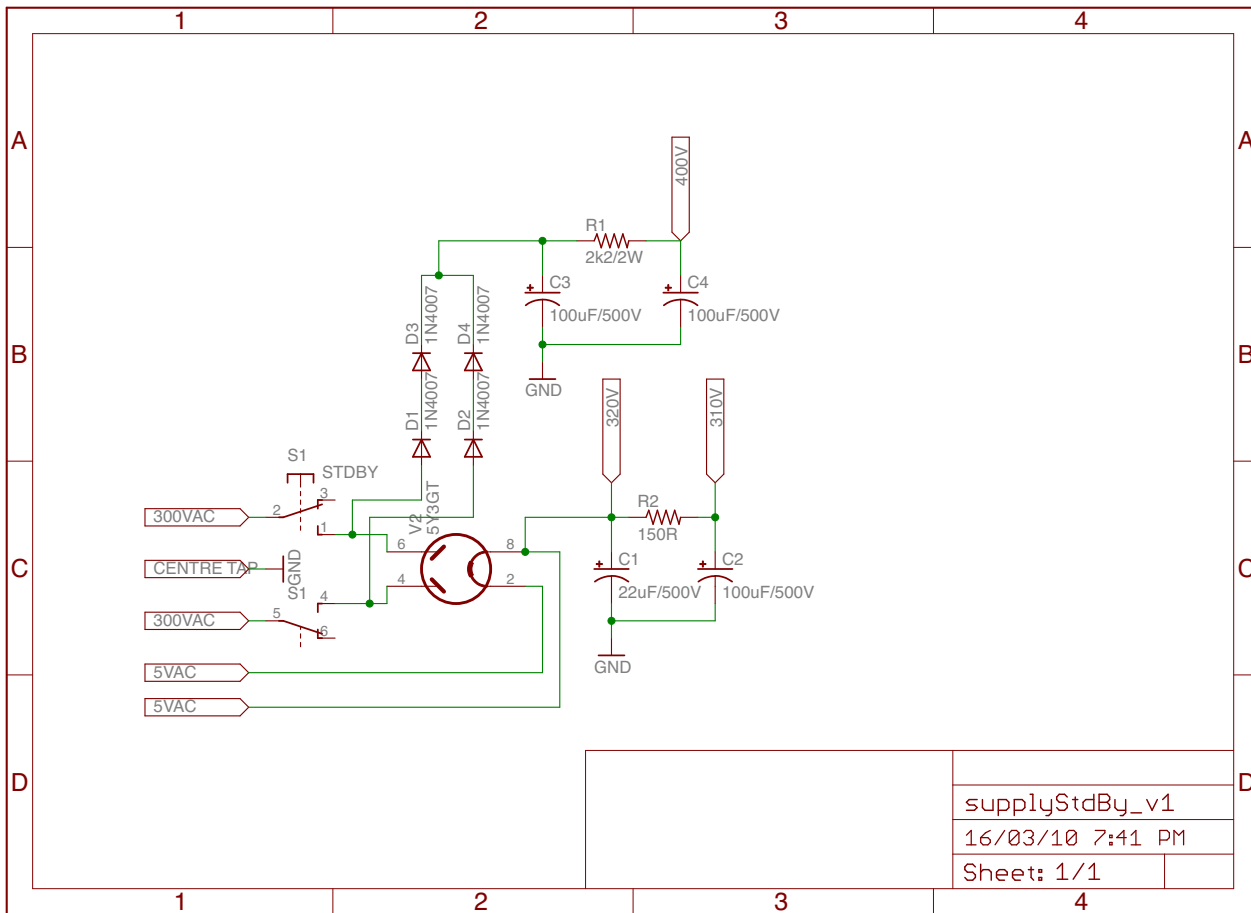 1 2 3 4
A A
400V
R1
2k2/2W
C3
100uF/500V
C4
100uF/500V
D3
1N4007
D4
1N4007
B B
GND
D1
1N4007
D2
1N4007
320V
310V
S1
STDBY
3
2
1
300VAC
V2
5Y3GT
6
8
4
2
R2
150R
C C
CENTRE TAP
GND
C1
22uF/500V
C2
100uF/500V
S1
4
5
6
300VAC
GND
5VAC
5VAC
D D
supplyStdBy_v1
16/03/10 7:41 PM
Sheet: 1/1
1 2 3 4